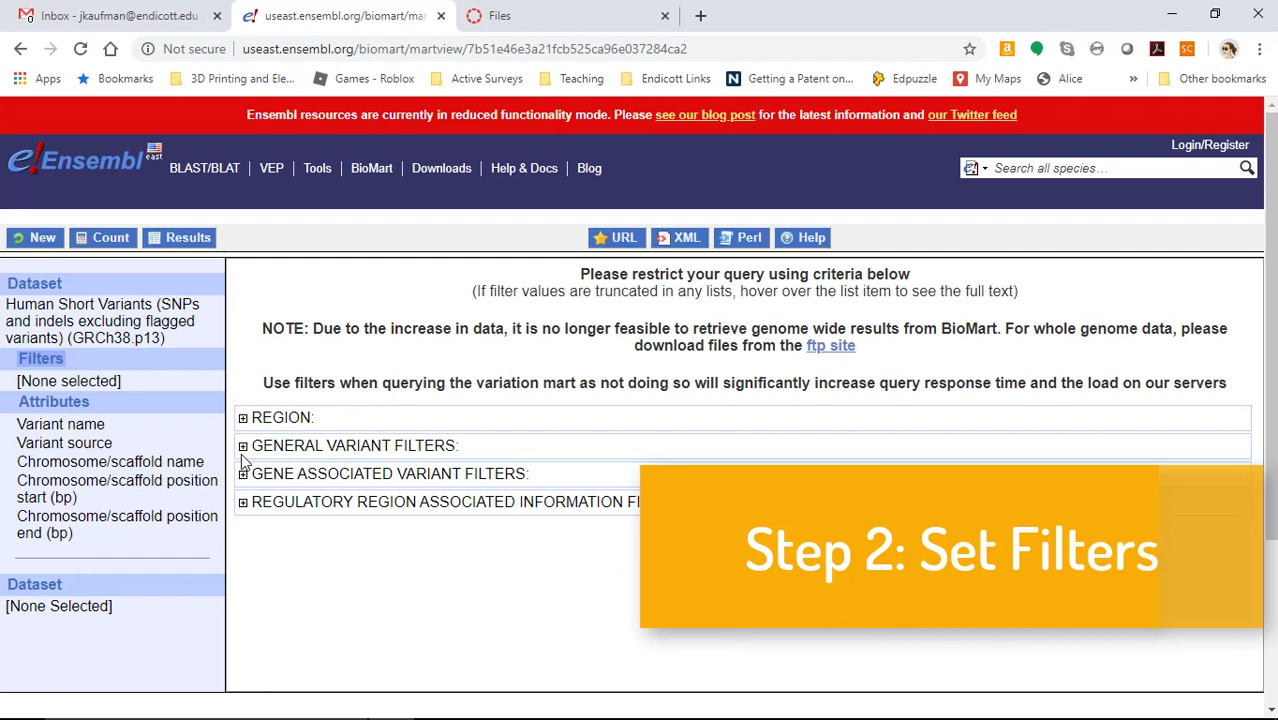 Inbox - jkaufman@endicott.edu
useast.ensembl.org/biomart/mar
Files
Not secure
useast.ensembl.org/biomart/martview/7b51e46e3a21fcb525ca96e037284ca2
Apps
Bookmarks
3D Printing and Ele...
Games - Roblox
Active Surveys
Teaching
Endicott Links
Getting a Patent on...
Edpuzzle
My Maps
Alice
»
Other bookmarks
Ensembl resources are currently in reduced functionality mode. Please see our blog post for the latest information and our Twitter feed
e!Ensembl east
BLAST/BLAT | VEP | Tools | BioMart | Downloads | Help & Docs | Blog
Login/Register
Search all species…
New
Count
Results
URL
XML
Perl
Help
Dataset
Human Short Variants (SNPs
and indels excluding flagged
variants) (GRCh38.p13)
Filters
[None selected]
Attributes
Variant name
Variant source
Chromosome/scaffold name
Chromosome/scaffold position
start (bp)
Chromosome/scaffold position
end (bp)
Dataset
[None Selected]
Please restrict your query using criteria below
(If filter values are truncated in any lists, hover over the list item to see the full text)
NOTE: Due to the increase in data, it is no longer feasible to retrieve genome wide results from BioMart. For whole genome data, please
download files from the ftp site
Use filters when querying the variation mart as not doing so will significantly increase query response time and the load on our servers
REGION:
GENERAL VARIANT FILTERS:
GENE ASSOCIATED VARIANT FILTERS:
REGULATORY REGION ASSOCIATED INFORMATION FI
Step 2: Set Filters